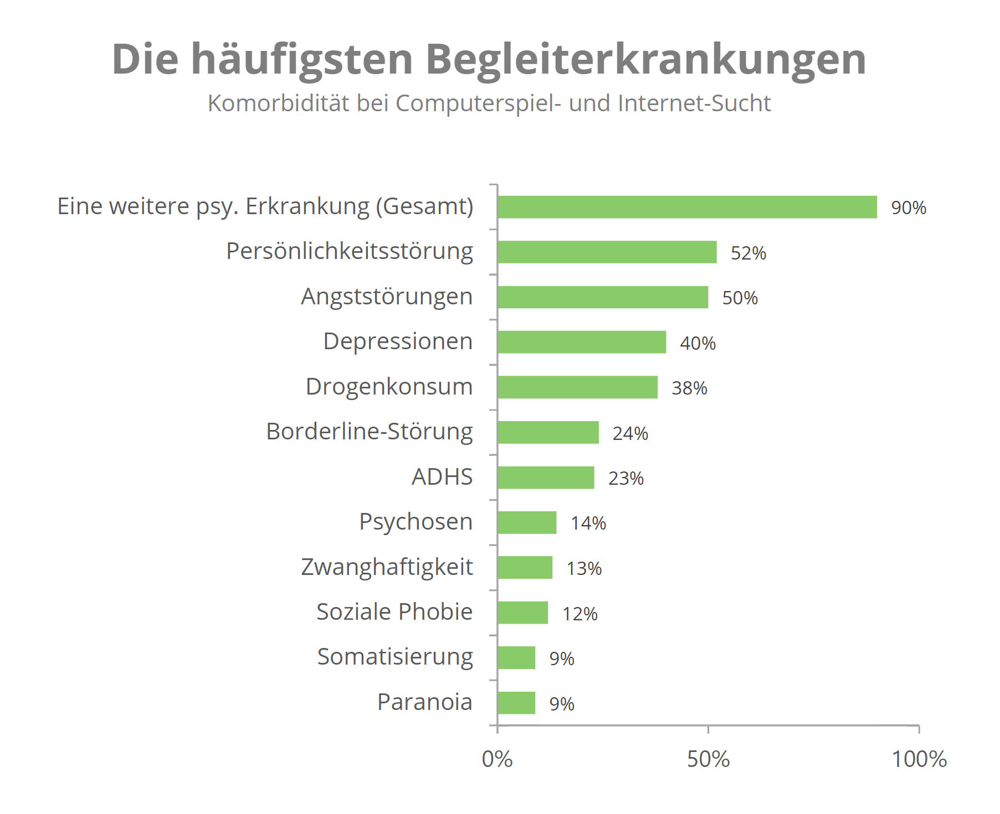 Die häufigsten Begleiterkrankungen
Komorbidität bei Computerspiel- und Internet-Sucht
Eine weitere psy. Erkrankung (Gesamt) 90%
Persönlichkeitsstörung 52%
Angststörungen 50%
Depressionen 40%
Drogenkonsum 38%
Borderline-Störung 24%
ADHS 23%
Psychosen 14%
Zwanghaftigkeit 13%
Soziale Phobie 12%
Somatisierung 9%
Paranoia 9%
0% 50% 100%